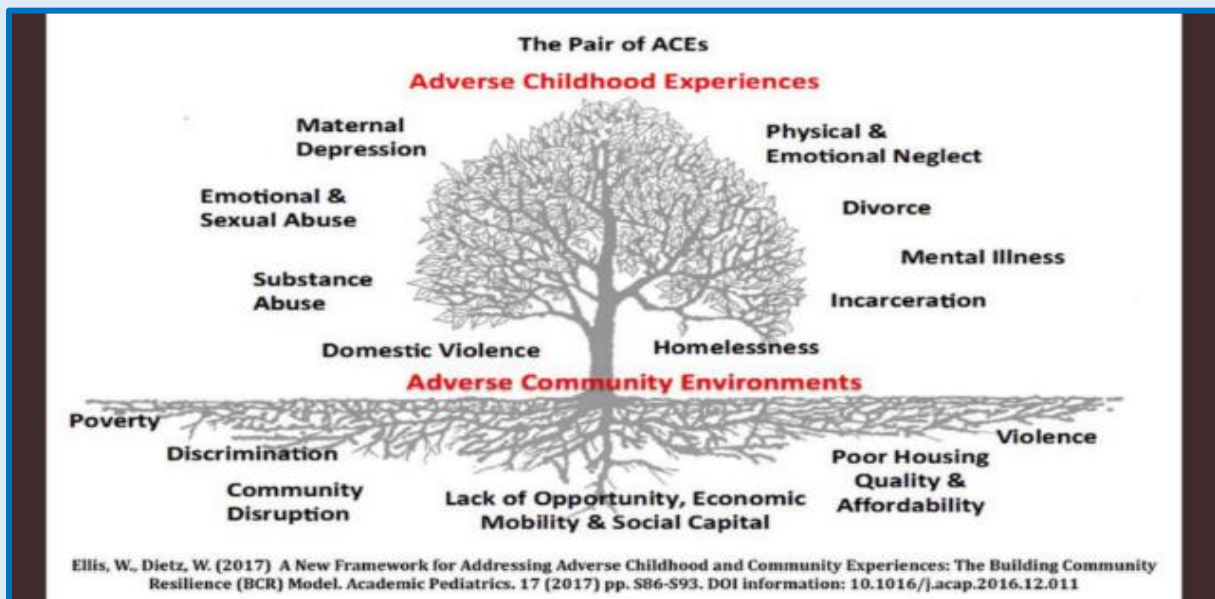 The Pair of ACEs
Adverse Childhood Experiences
Maternal
Depression
Physical &
Emotional Neglect
Emotional &
Sexual Abuse
Divorce
Mental Illness
Substance
Abuse
Incarceration
Domestic Violence
Homelessness
Adverse Community Environments
Poverty
Discrimination
Violence
Community
Disruption
Lack of Opportunity, Economic
Mobility & Social Capital
Poor Housing
Quality &
Affordability
Ellis, W., Dietz, W. (2017) A New Framework for Addressing Adverse Childhood and Community Experiences: The Building Community
Resilience (BCR) Model. Academic Pediatrics. 17 (2017) pp. S86-S93. DOI information: 10.1016/j.acap.2016.12.011